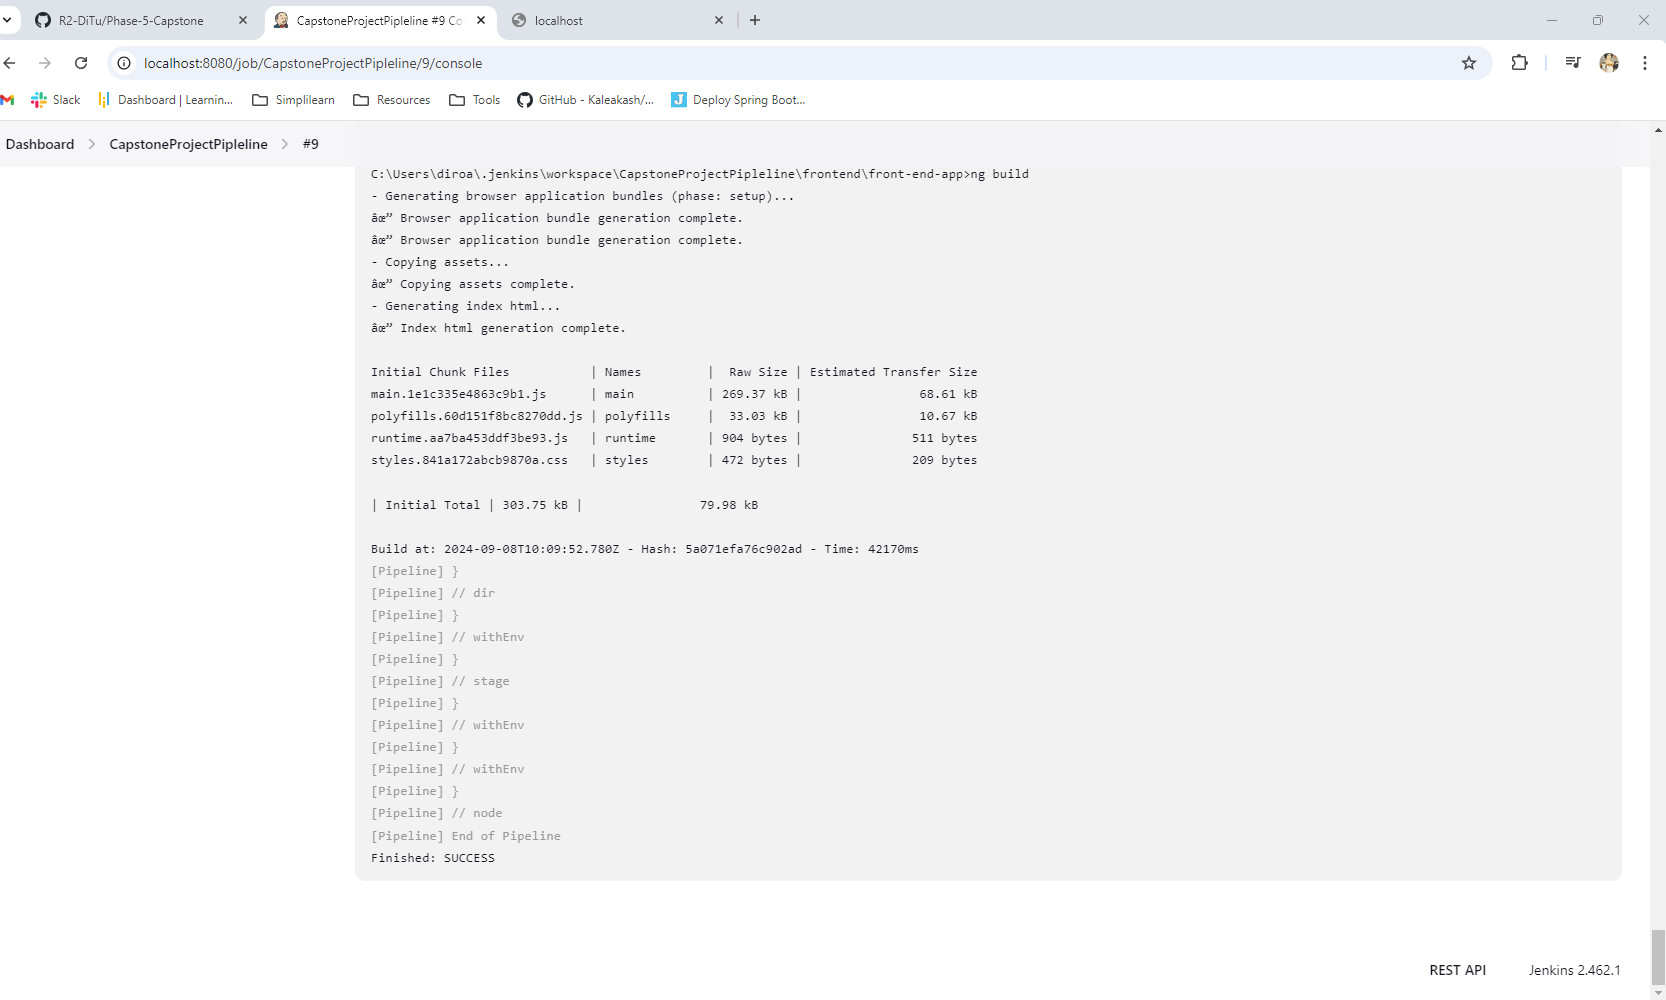 R2-DiTu/Phase-5-Capstone
CapstoneProjectPipleline #9 Co
localhost
localhost:8080/job/CapstoneProjectPipleline/9/console
Slack
Dashboard | Learnin...
Simplilearn
Resources
Tools
GitHub - Kaleakash/...
Deploy Spring Boot...
Dashboard > CapstoneProjectPipleline > #9
C:\Users\diroa\.jenkins\workspace\CapstoneProjectPipleline\frontend\front-end-app>ng build
- Generating browser application bundles (phase: setup)...
âœ” Browser application bundle generation complete.
âœ” Browser application bundle generation complete.
- Copying assets...
âœ” Copying assets complete.
- Generating index html...
âœ” Index html generation complete.
Initial Chunk Files | Names | Raw Size | Estimated Transfer Size
main.1e1c335e4863c9b1.js | main | 269.37 kB | 68.61 kB
polyfills.60d151f8bc8270dd.js | polyfills | 33.03 kB | 10.67 kB
runtime.aa7ba453ddf3be93.js | runtime | 904 bytes | 511 bytes
styles.841a172abcb9870a.css | styles | 472 bytes | 209 bytes
| Initial Total | 303.75 kB | 79.98 kB
Build at: 2024-09-08T10:09:52.780Z - Hash: 5a071efa76c902ad - Time: 42170ms
[Pipeline] }
[Pipeline] // dir
[Pipeline] }
[Pipeline] // withEnv
[Pipeline] }
[Pipeline] // stage
[Pipeline] }
[Pipeline] // withEnv
[Pipeline] }
[Pipeline] // withEnv
[Pipeline] }
[Pipeline] // node
[Pipeline] End of Pipeline
Finished: SUCCESS
REST API
Jenkins 2.462.1